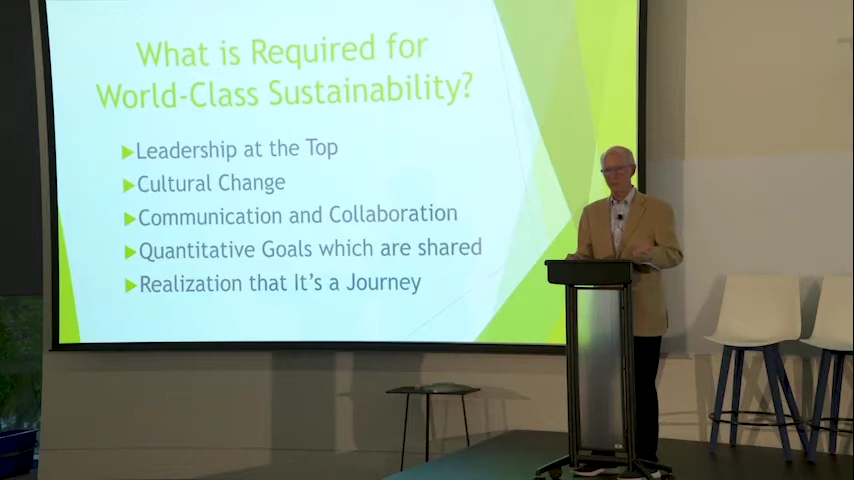 What is Required for
World-Class Sustainability?
Leadership at the Top
Cultural Change
Communication and Collaboration
Quantitative Goals which are shared
Realization that It's a Journey